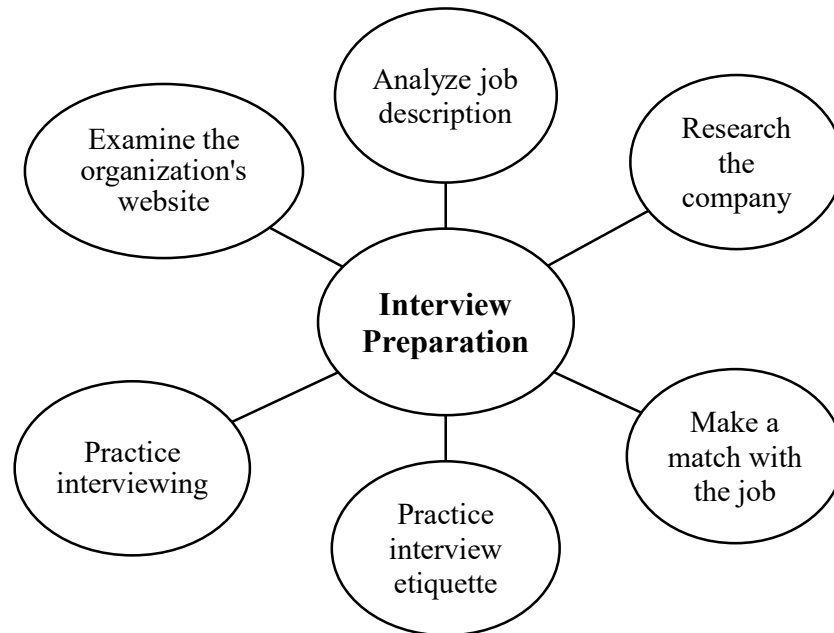 Analyze job
description
Examine the
organization's
website
Research
the
company
Interview
Preparation
Practice
interviewing
Make a
match with
the job
Practice
interview
etiquette